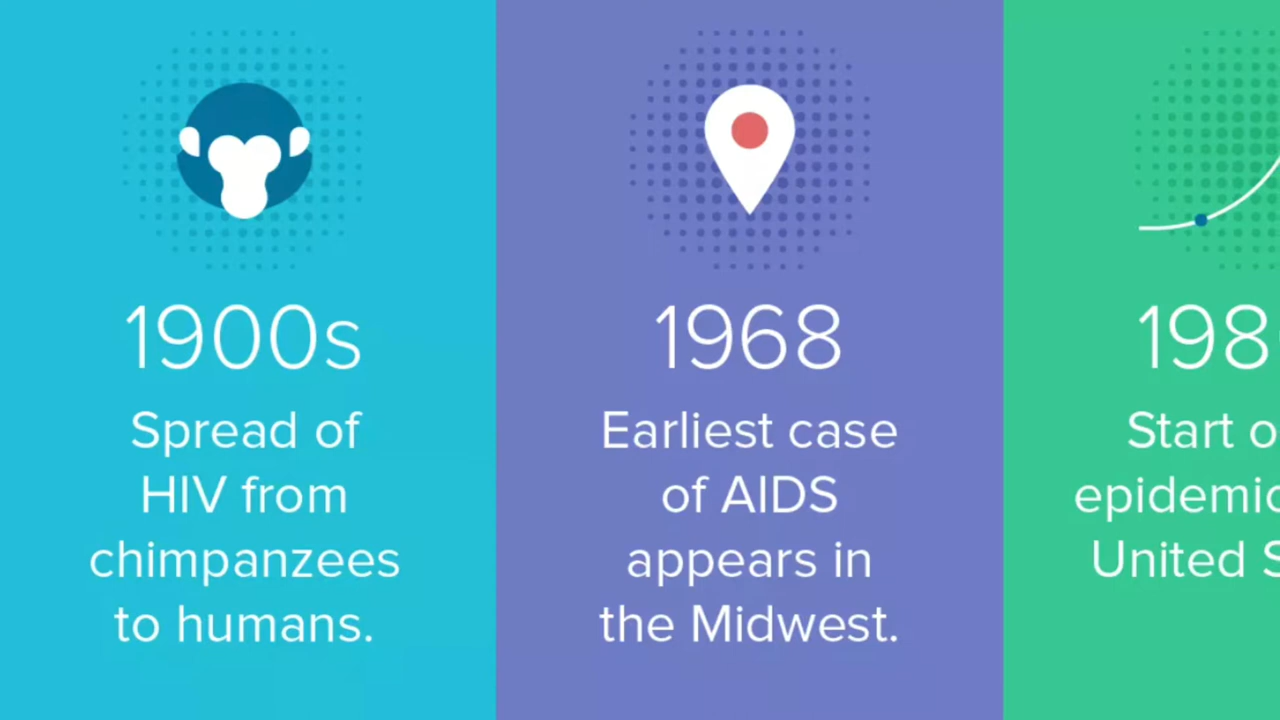 1900s
Spread of
HIV from
chimpanzees
to humans.
1968
Earliest case
of AIDS
appears in
the Midwest.
198
Start
United